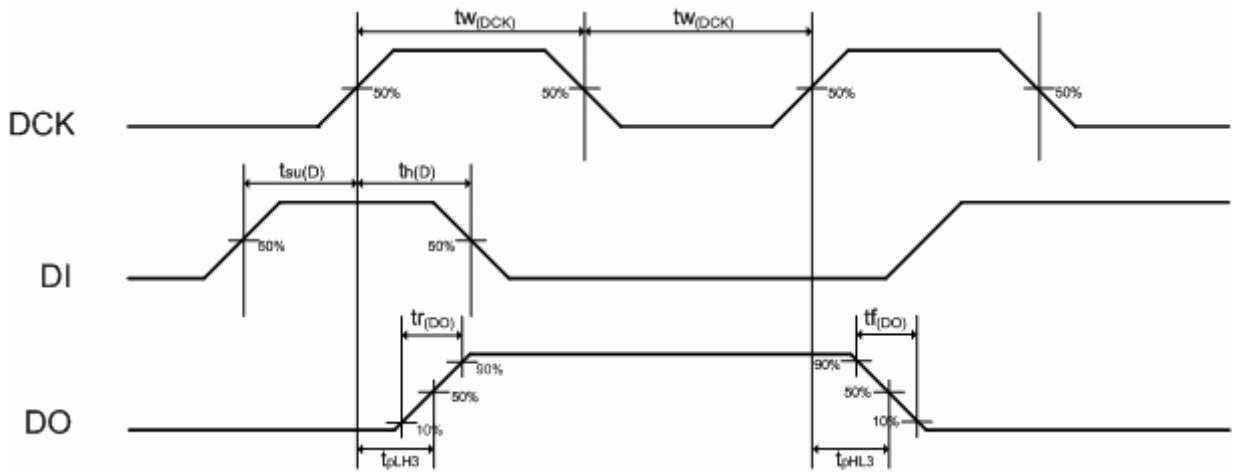 tw(DCK) tw(DCK)
50% 50% 50% 50%
DCK
tsu(D) th(D)
50% 50%
DI
tr(DO) tf(DO)
90% 90%
50% 50%
DO
10% 10%
tpLH3 tpHL3